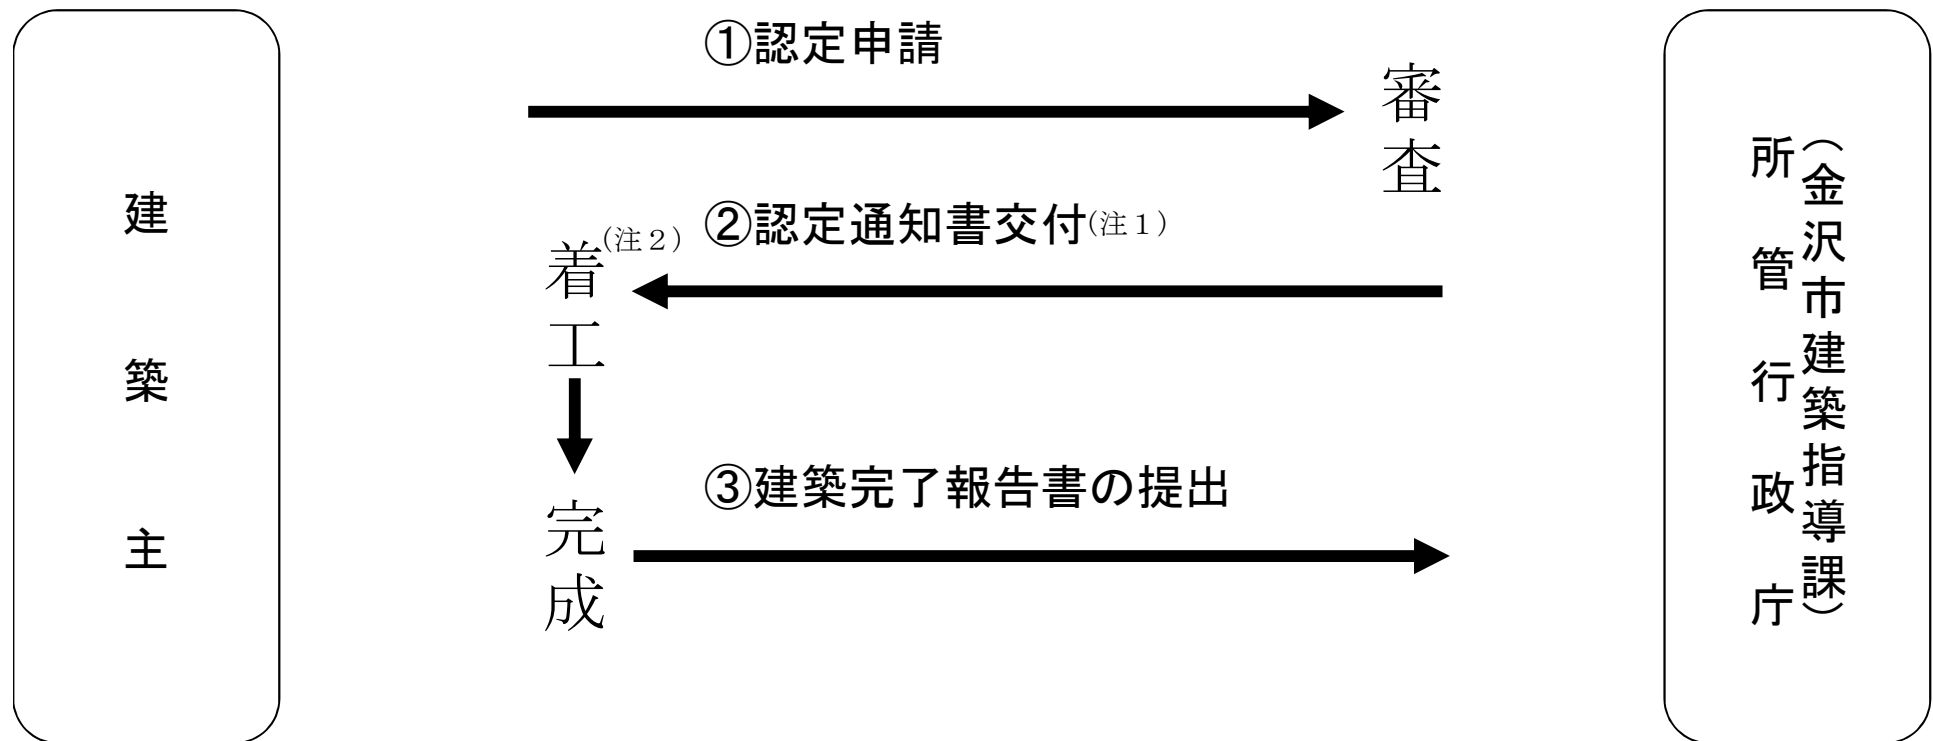 建築主
①認定申請
審査
②認定通知書交付(注１)
着工(注２)
③建築完了報告書の提出
完成
所管行政庁
（金沢市建築指導課）